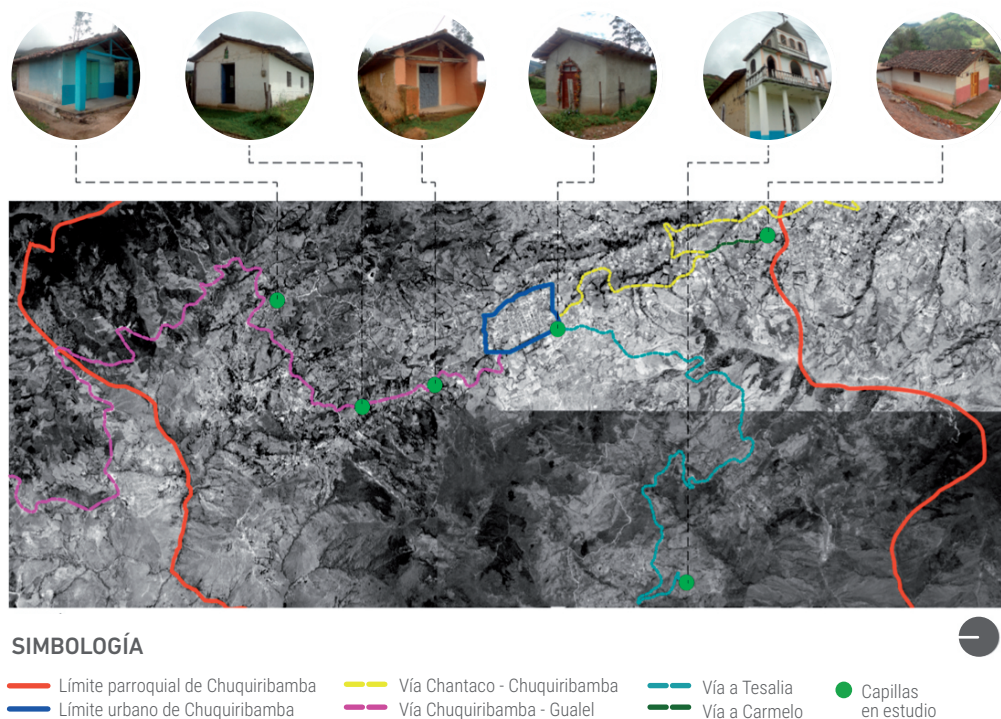 SIMBOLOGÍA
Límite parroquial de Chuquiribamba
Límite urbano de Chuquiribamba
Vía Chantaco - Chuquiribamba
Vía Chuquiribamba - Gualel
Vía a Tesalia
Vía a Carmelo
Capillas
en estudio